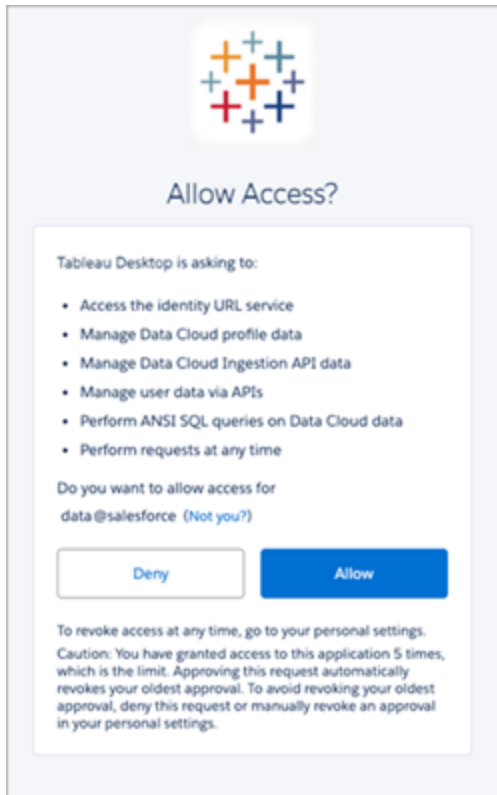 Allow Access?
Tableau Desktop is asking to:
• Access the identity URL service
• Manage Data Cloud profile data
• Manage Data Cloud Ingestion API data
• Manage user data via APIs
• Perform ANSI SQL queries on Data Cloud data
• Perform requests at any time
Do you want to allow access for
data@salesforce (Not you?)
Deny
Allow
To revoke access at any time, go to your personal settings.
Caution: You have granted access to this application 5 times,
which is the limit. Approving this request automatically
revokes your oldest approval. To avoid revoking your oldest
approval, deny this request or manually revoke an approval
in your personal settings.